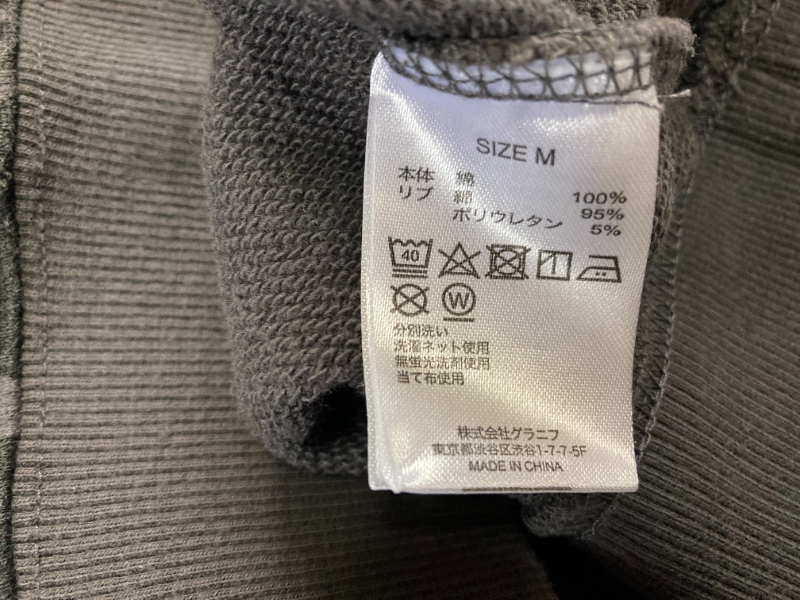 SIZE M
本体 綿 100%
リブ 綿 95%
ポリウレタン 5%
40
W
分別洗い
洗濯ネット使用
無蛍光洗剤使用
当て布使用
株式会社グラニフ
東京都渋谷区渋谷1-7-7-5F
MADE IN CHINA